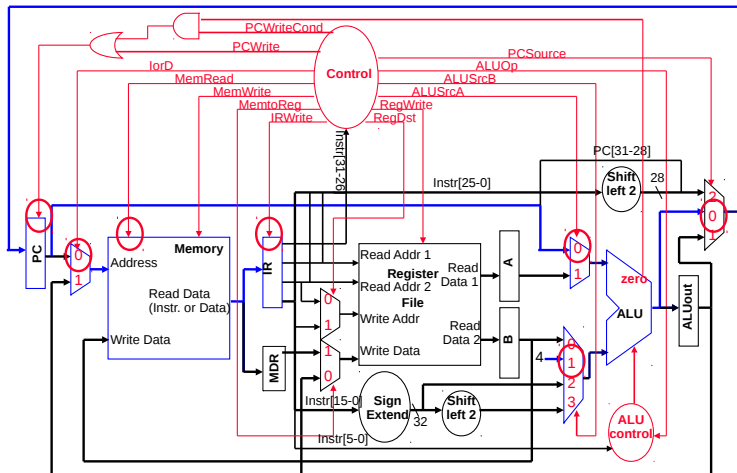 PCWriteCond
PCWrite
IorD
MemRead
MemWrite
MemtoReg
IRWrite
Control
PCSource
ALUOp
ALUSrcB
ALUSrcA
RegWrite
RegDst
Instr[31-26]
PC[31-28]
Instr[25-0]
Shift
left 2
28
2
0
1
PC
0
1
Address
Memory
Read Data
(Instr. or Data)
Write Data
IR
MDR
Read Addr 1
Register
Read Addr 2
File
Write Addr
Write Data
Read
Data 1
Read
Data 2
0
1
1
0
A
B
0
1
4
0
1
2
3
zero
ALU
ALUout
Instr[15-0]
Sign
Extend
32
Shift
left 2
Instr[5-0]
ALU
control